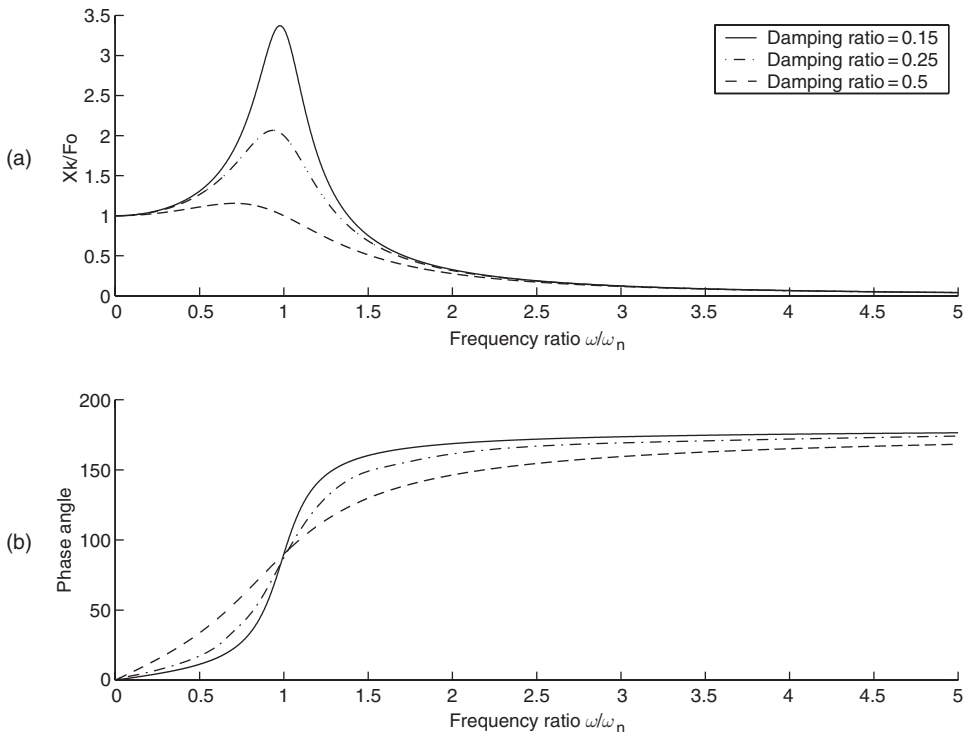 3.5
Damping ratio = 0.15
3
Damping ratio = 0.25
Damping ratio = 0.5
2.5
2
(a)
Xk/Fo
1.5
1
0.5
0
0 0.5 1 1.5 2 2.5 3 3.5 4 4.5 5
Frequency ratio ω/ωn
200
150
(b)
Phase angle
100
50
0
0 0.5 1 1.5 2 2.5 3 3.5 4 4.5 5
Frequency ratio ω/ωn